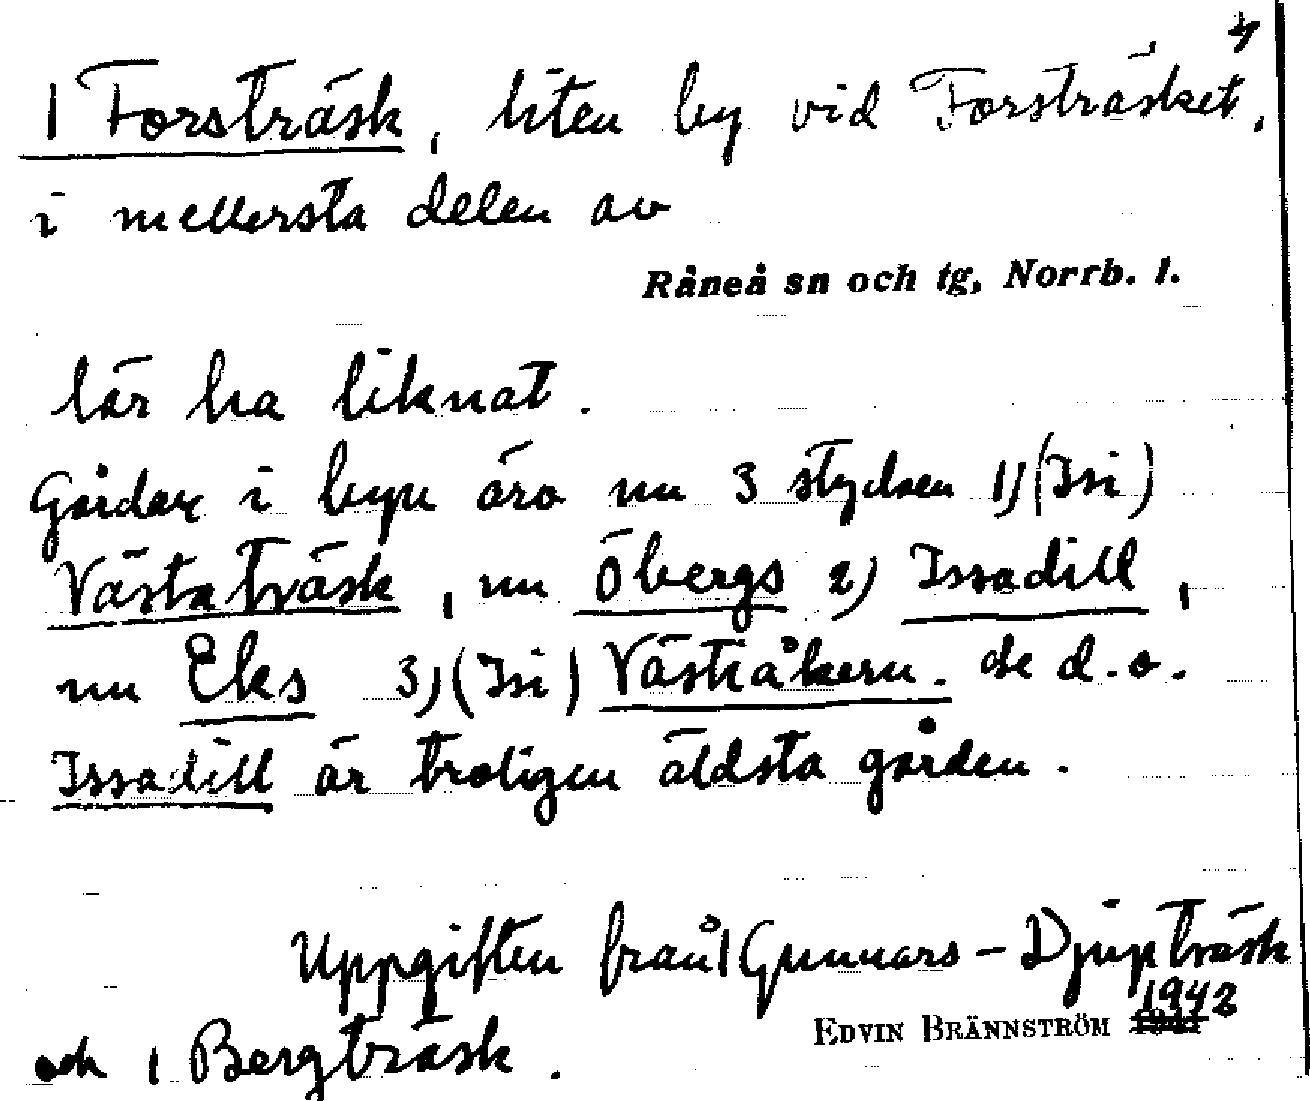 4
| Forsträsk, liten by vid Forsträsket,
i mellersta delen av
Råneå sn och tg, Norrb. l.
lär ha liknat.
Gårdar i byn äro nu 3 stycken 1) (Isi)
Västaträsk, nu Öbergs 2) Issadill,
nu Eks 3) (Isi) Västiåkern. de d.o.
Issadill är troligen äldsta gården.
Uppgiften från | Gunnars-Djupträsk
1942
EDVIN BRÄNNSTRÖM
och | Bergträsk.